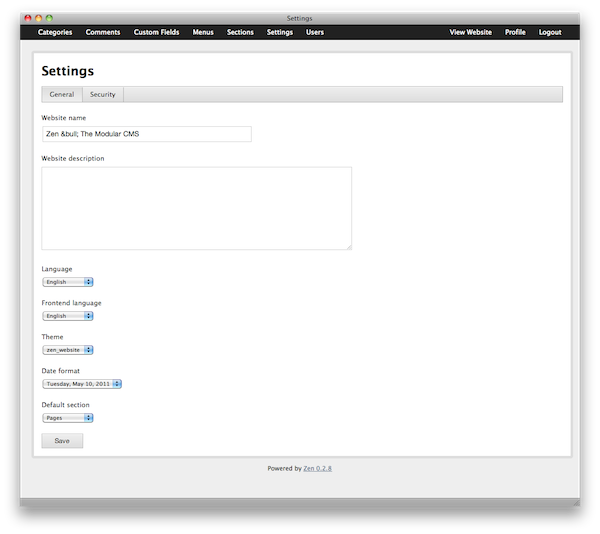 Settings
Categories Comments Custom Fields Menus Sections Settings Users View Website Profile Logout
Settings
General Security
Website name
Zen &bull; The Modular CMS
Website description
Language
English
Frontend language
English
Theme
zen_website
Date format
Tuesday, May 10, 2011
Default section
Pages
Save
Powered by Zen 0.2.8